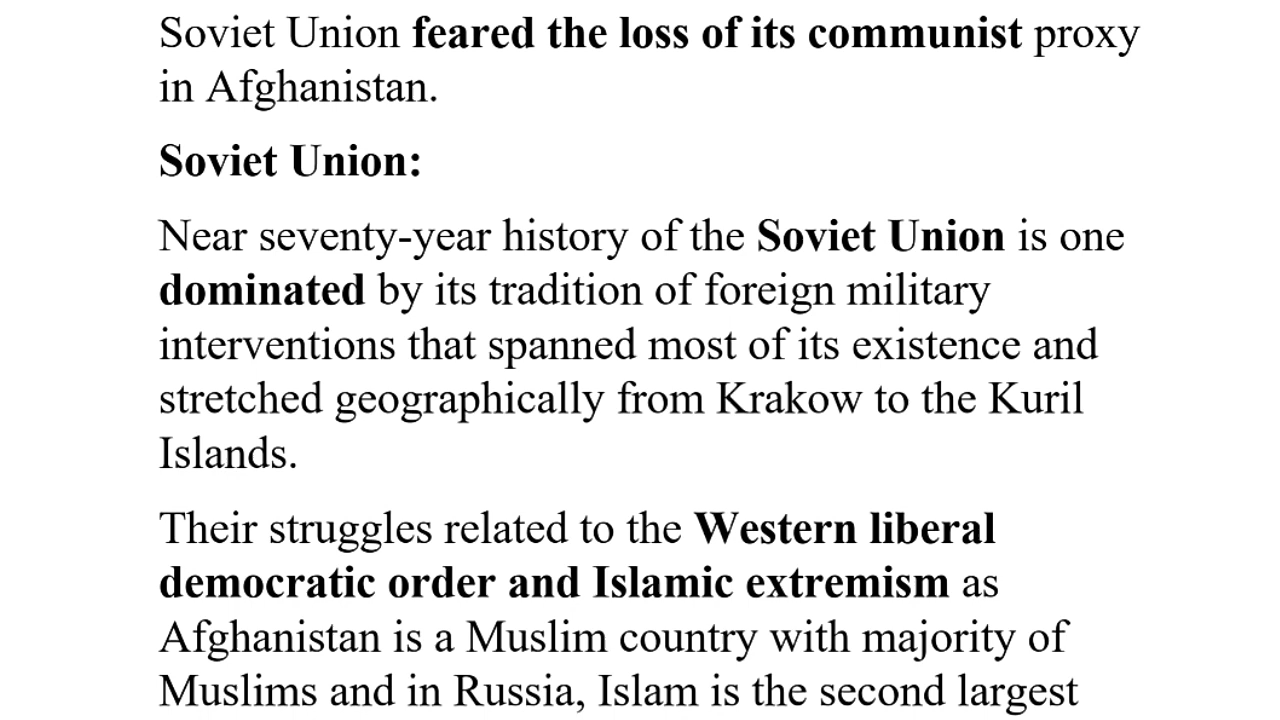 Soviet Union feared the loss of its communist proxy
in Afghanistan.
Soviet Union:
Near seventy-year history of the Soviet Union is one
dominated by its tradition of foreign military
interventions that spanned most of its existence and
stretched geographically from Krakow to the Kuril
Islands.
Their struggles related to the Western liberal
democratic order and Islamic extremism as
Afghanistan is a Muslim country with majority of
Muslims and in Russia, Islam is the second largest